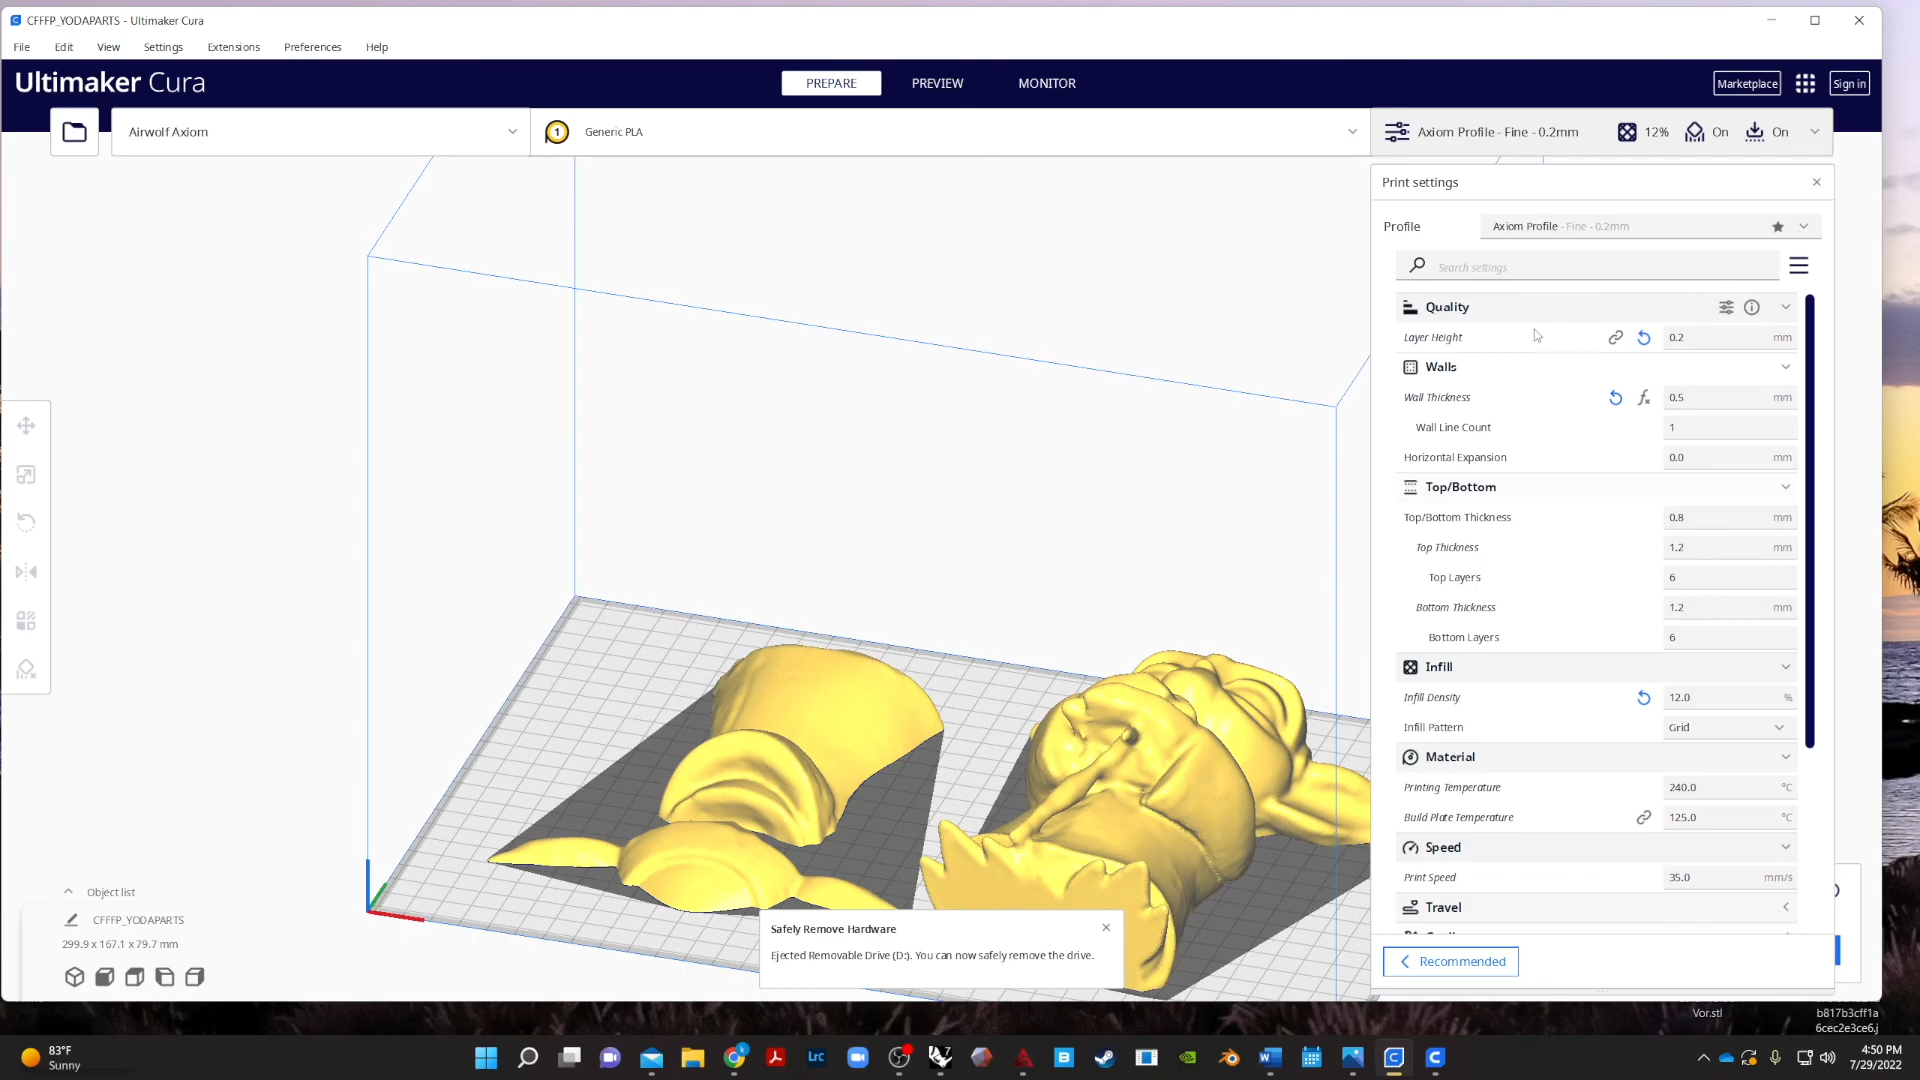 CFFFP_YODAPARTS - Ultimaker Cura
File Edit View Settings Extensions Preferences Help
Ultimaker Cura
PREPARE PREVIEW MONITOR
Marketplace Sign in
Airwolf Axiom
1 Generic PLA
Axiom Profile - Fine - 0.2mm 12% On On
Print settings
Profile Axiom Profile - Fine - 0.2mm
Search settings
Quality
Layer Height 0.2 mm
Walls
Wall Thickness 0.5 mm
Wall Line Count 1
Horizontal Expansion 0.0 mm
Top/Bottom
Top/Bottom Thickness 0.8 mm
Top Thickness 1.2 mm
Top Layers 6
Bottom Thickness 1.2 mm
Bottom Layers 6
Infill
Infill Density 12.0 %
Infill Pattern Grid
Material
Printing Temperature 240.0 °C
Build Plate Temperature 125.0 °C
Speed
Print Speed 35.0 mm/s
Travel
Recommended
Object list
CFFFP_YODAPARTS
299.9 x 167.1 x 79.7 mm
Safely Remove Hardware
Ejected Removable Drive (D:). You can now safely remove the drive.
Vor.stl
b817b3cff1a
6cec2e3ce6.j
83°F
Sunny
Lrc
4:50 PM
7/29/2022